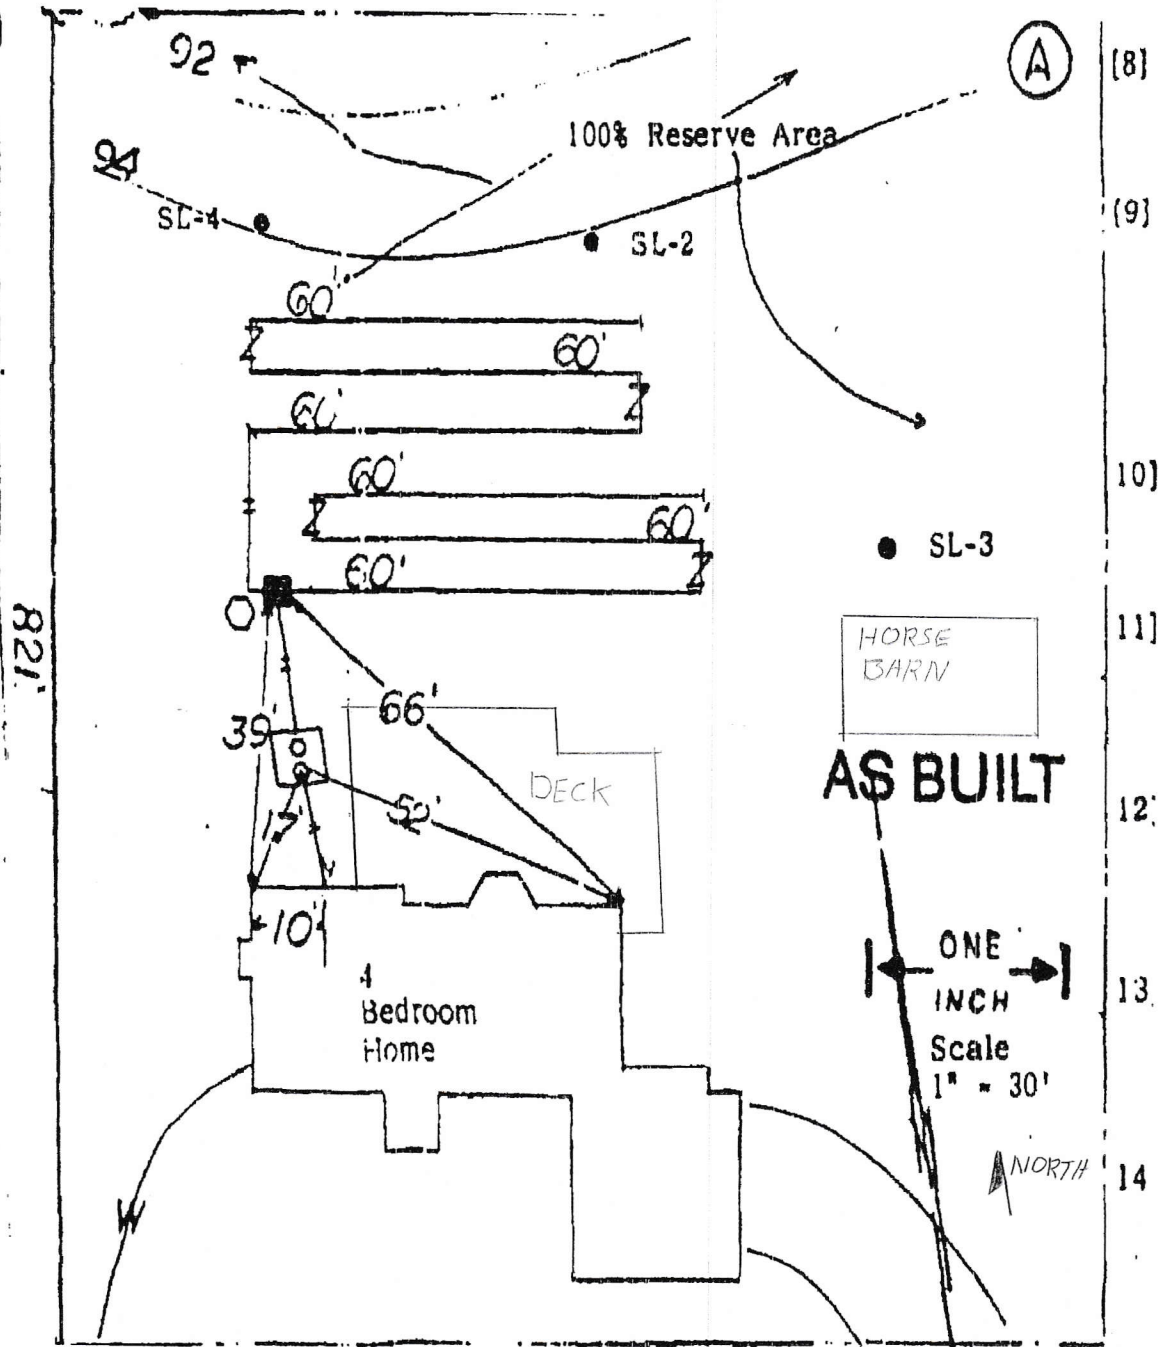 92
A
[8]
100% Reserve Area
94
SL-4
[9]
SL-2
60'
60'
60'
10]
60'
60'
SL-3
60'
11]
821'
HORSE
BARN
66'
39'
DECK
AS BUILT
12
10'
ONE
4
13
INCH
Bedroom
Home
Scale
1" = 30'
NORTH
14
W